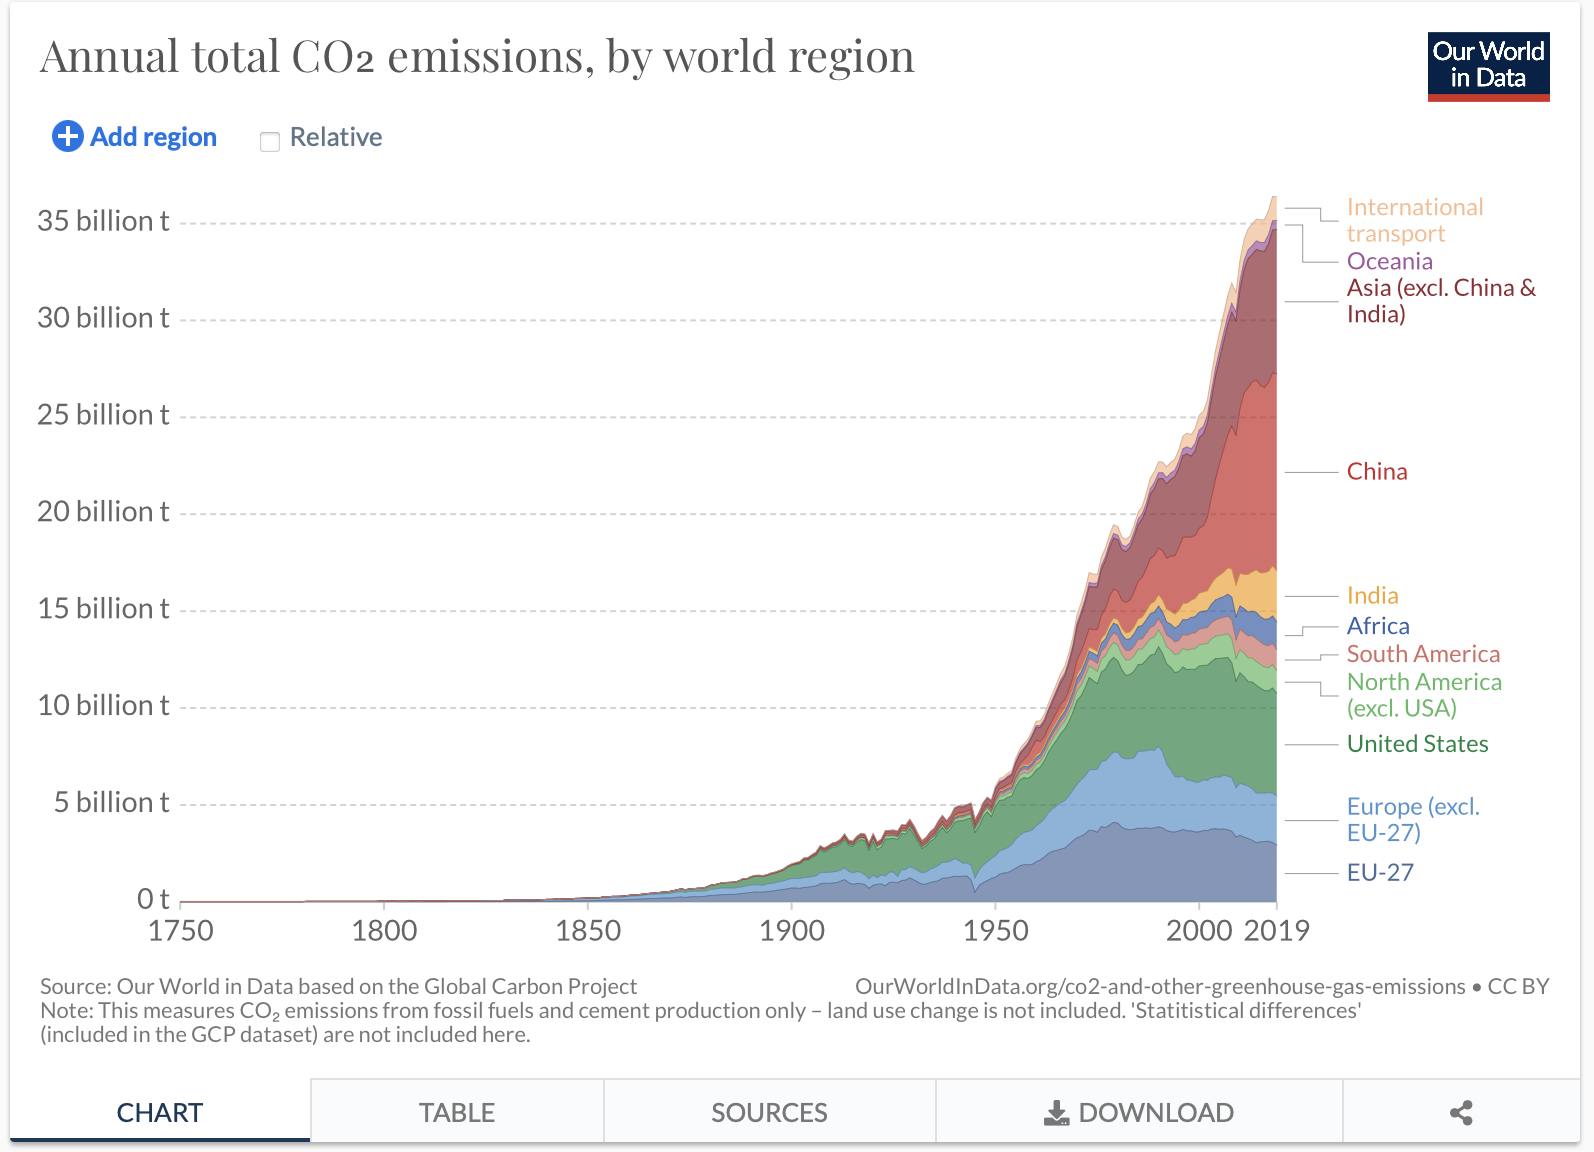 Annual total CO₂ emissions, by world region
Our World
in Data
Add region
Relative
35 billion t
30 billion t
25 billion t
20 billion t
15 billion t
10 billion t
5 billion t
0 t
1750
1800
1850
1900
1950
2000
2019
International
transport
Oceania
Asia (excl. China &
India)
China
India
Africa
South America
North America
(excl. USA)
United States
Europe (excl.
EU-27)
EU-27
Source: Our World in Data based on the Global Carbon Project
OurWorldInData.org/co2-and-other-greenhouse-gas-emissions • CC BY
Note: This measures CO₂ emissions from fossil fuels and cement production only – land use change is not included. 'Statitistical differences'
(included in the GCP dataset) are not included here.
CHART
TABLE
SOURCES
DOWNLOAD